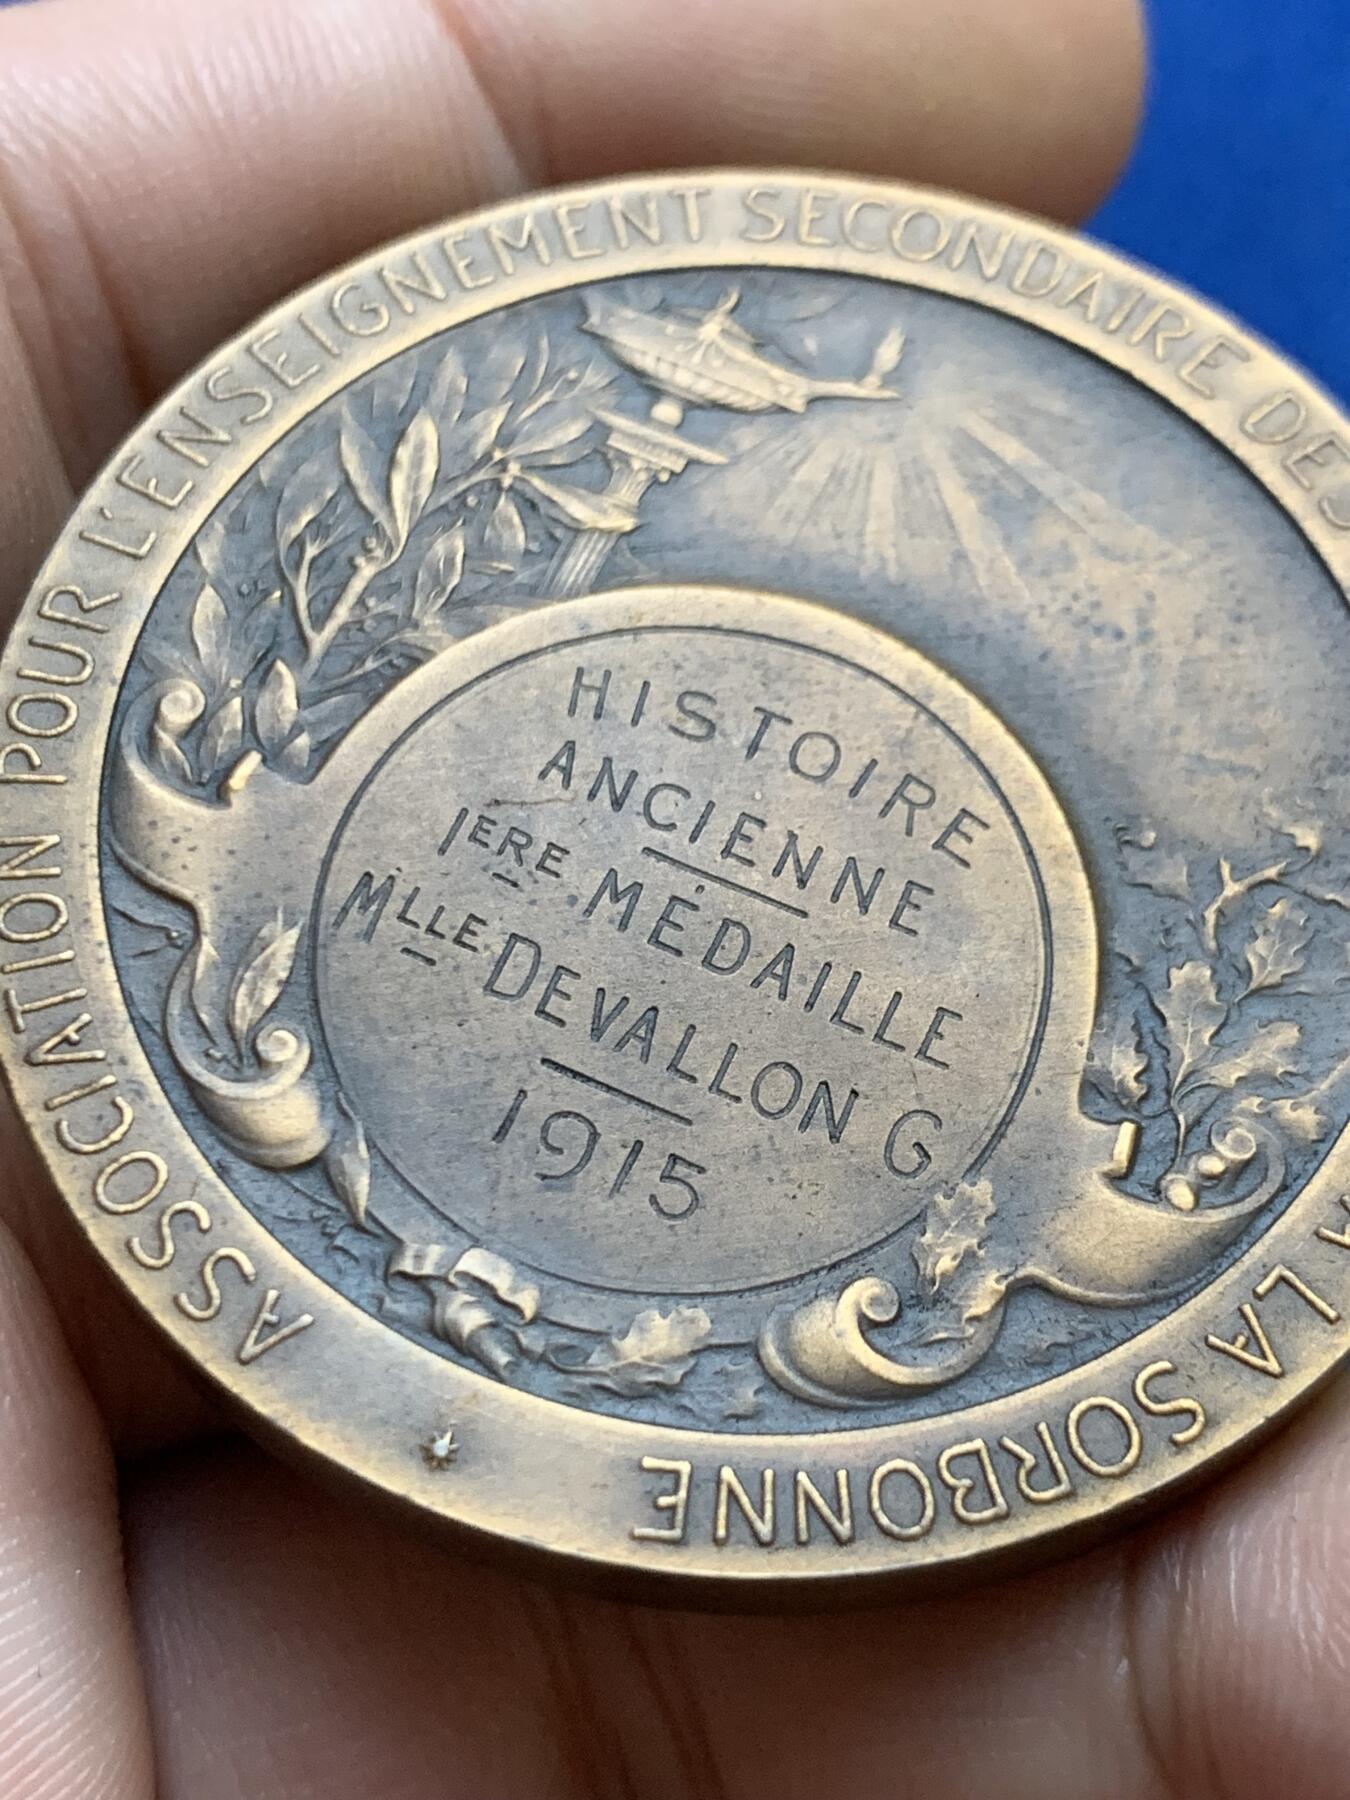 ASSOCIATION POUR L'ENSEIGNEMENT SECONDAIRE DES
LA SORBONNE
HISTOIRE
ANCIENNE
1ERE MÉDAILLE
MLLE DEVALLON G
1915